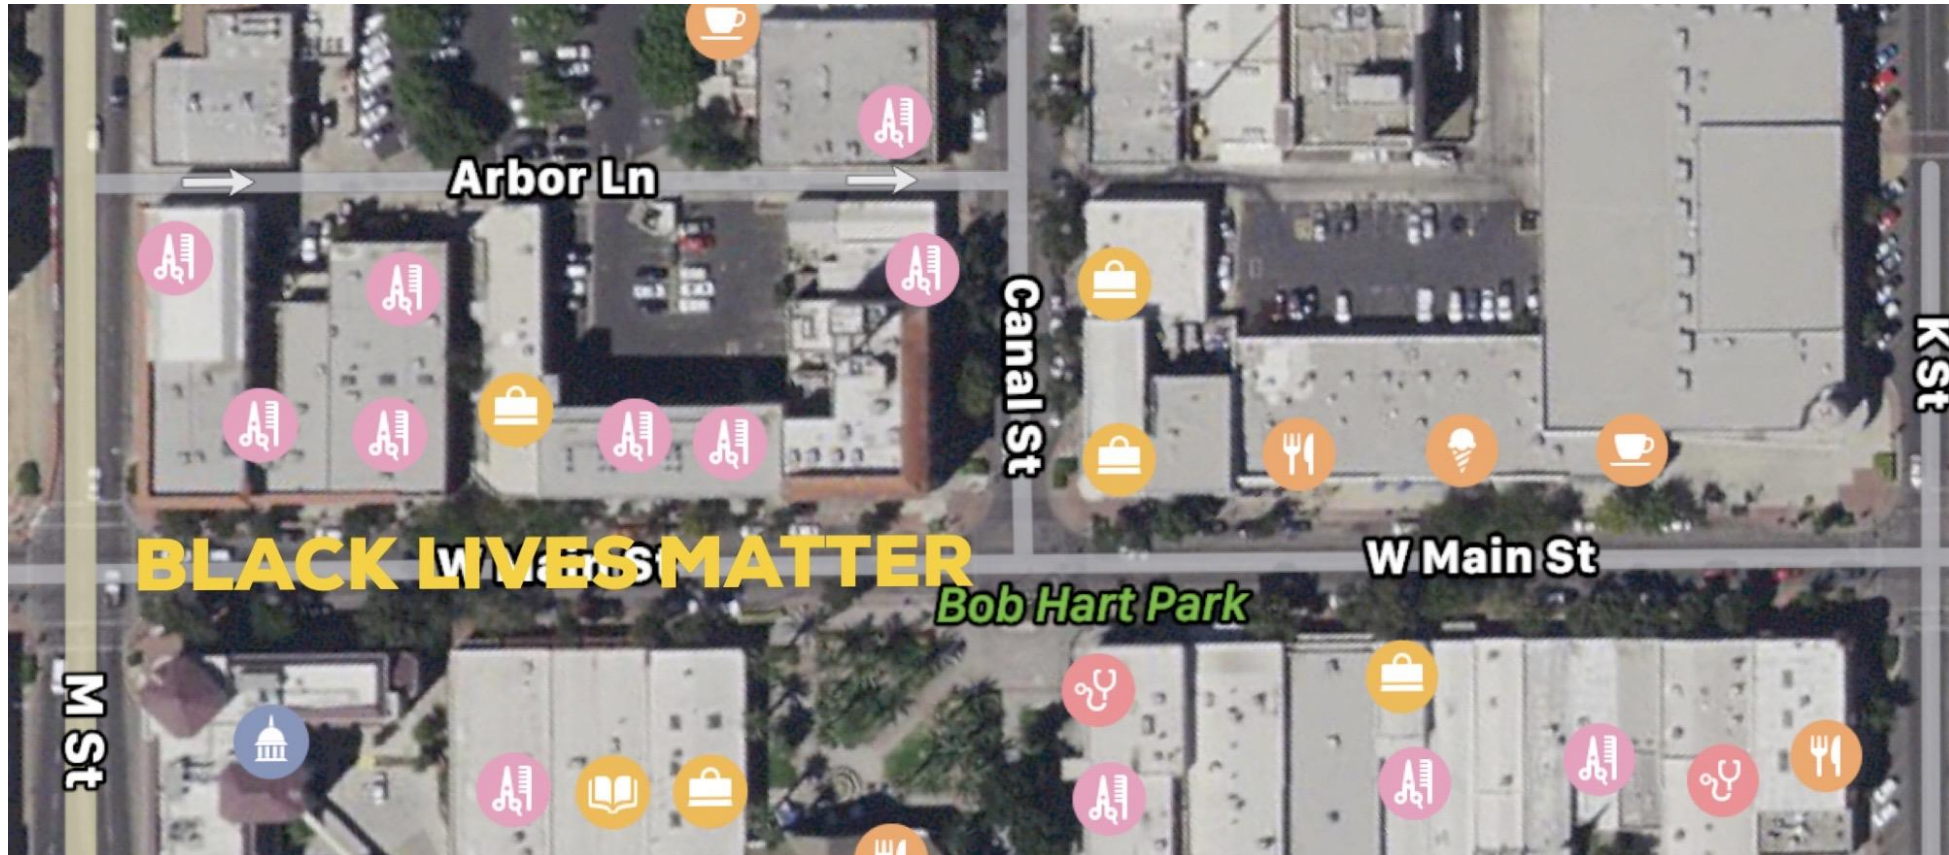 Arbor Ln
Canal St
K St
BLACK LIVES MATTER
W Main St
W Main St
Bob Hart Park
M St